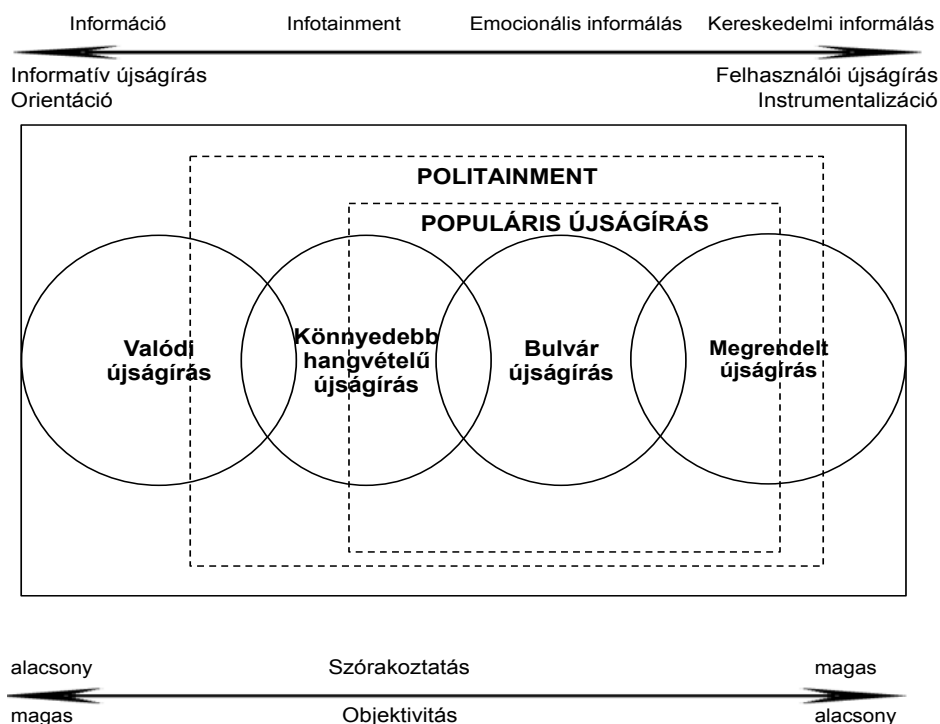 Információ Infotainment Emocionális informálás Kereskedelmi informálás
Informatív újságírás Felhasználói újságírás
Orientáció Instrumentalizáció
POLITAINMENT
POPULÁRIS ÚJSÁGÍRÁS
Valódi
újságírás
Könnyedebb
hangvételű
újságírás
Bulvár
újságírás
Megrendelt
újságírás
alacsony Szórakoztatás magas
magas Objektivitás alacsony